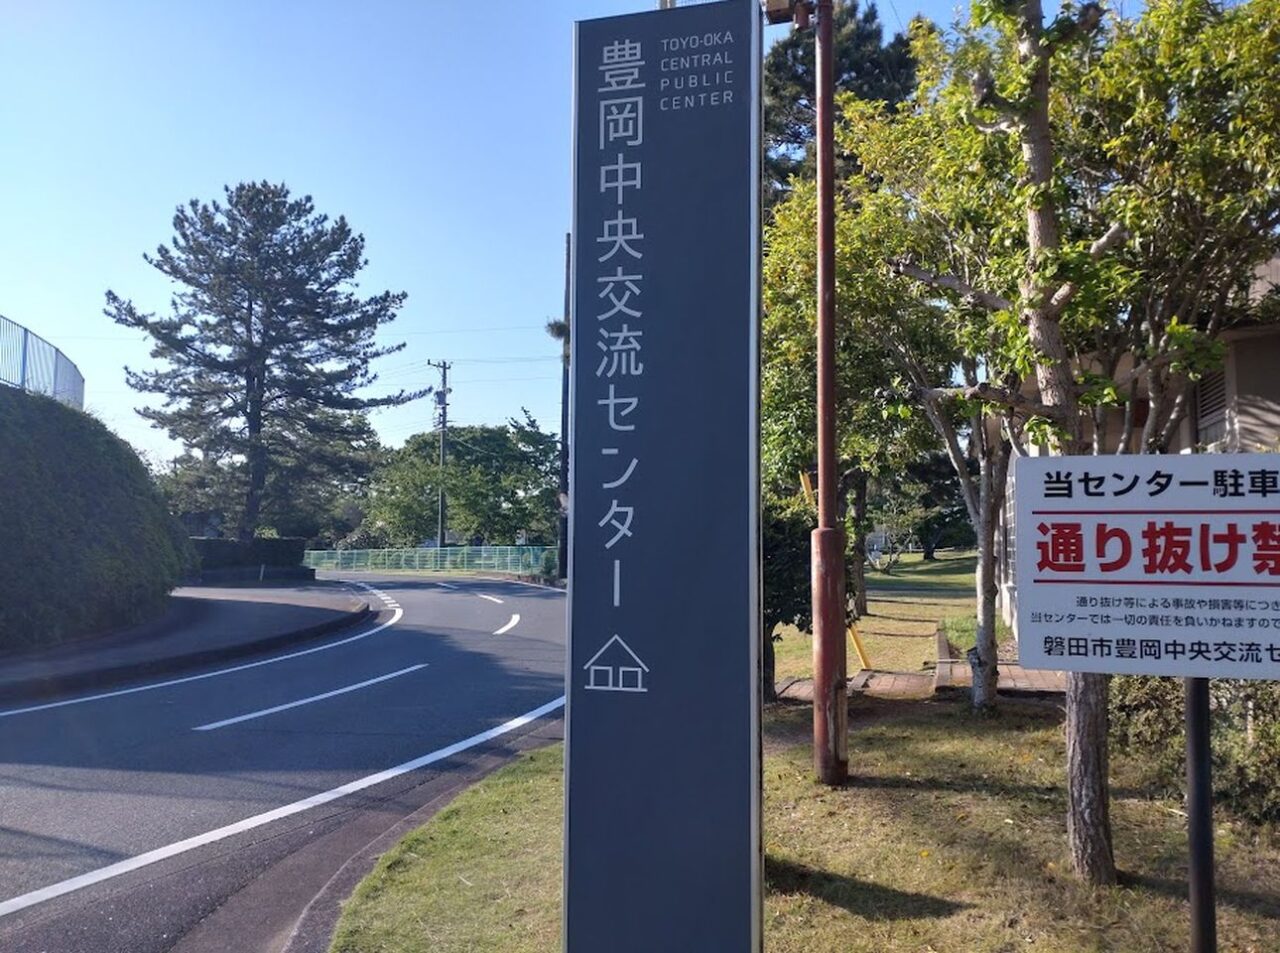 豊岡中央交流センター
TOYO-OKA
CENTRAL
PUBLIC
CENTER
当センター駐車
通り抜け禁
通り抜け等による事故や損害等につき
当センターでは一切の責任を負いかねますので
磐田市豊岡中央交流セ